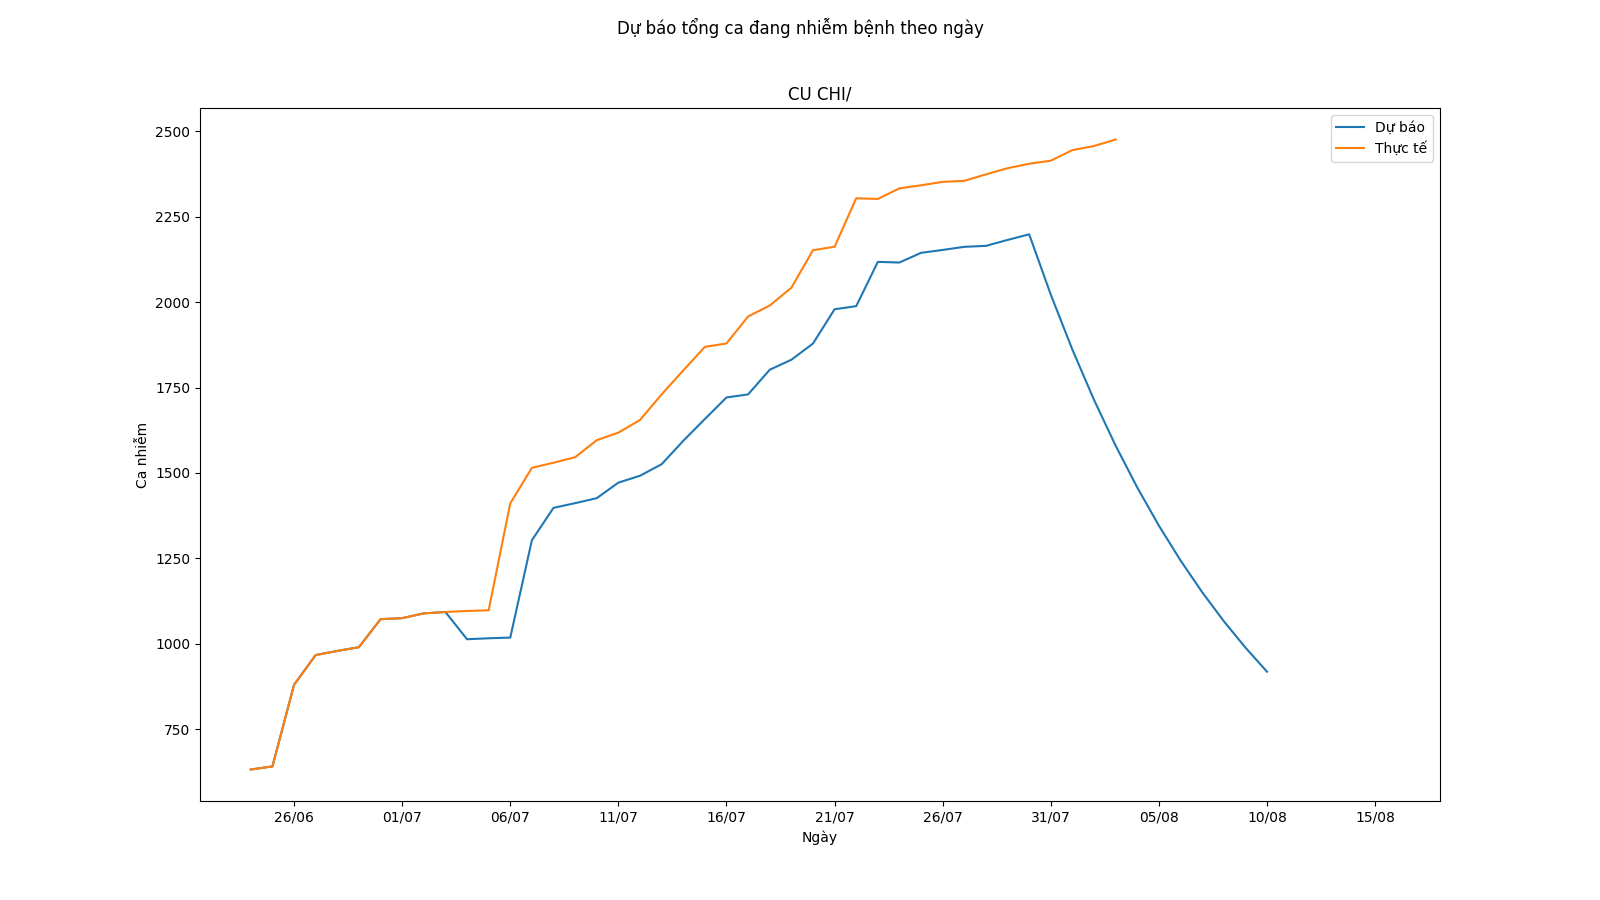 Dự báo tổng ca đang nhiễm bệnh theo ngày
CU CHI/
Dự báo
Thực tế
2500
2250
2000
1750
1500
1250
1000
750
Ca nhiễm
26/06 01/07 06/07 11/07 16/07 21/07 26/07 31/07 05/08 10/08 15/08
Ngày